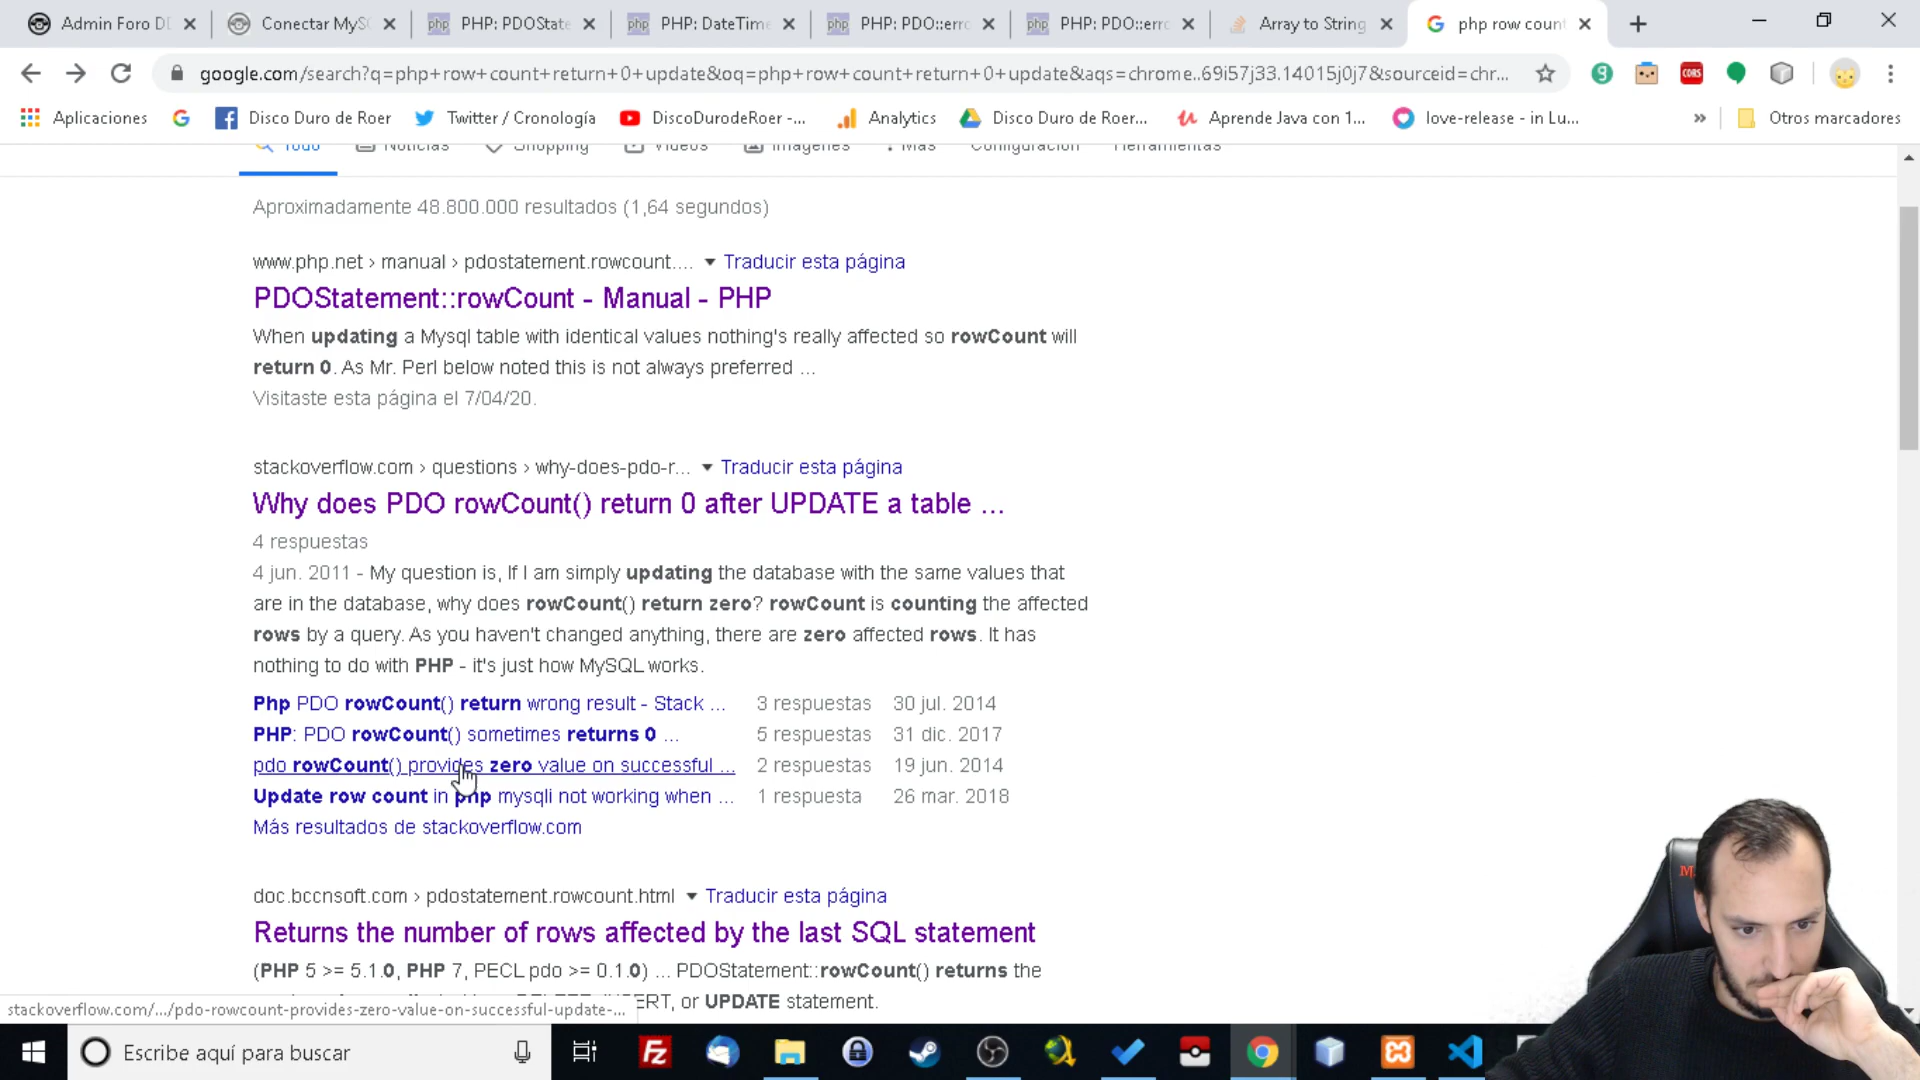 Admin Foro D
Conectar MyS
PHP: PDOState
PHP: DateTime
PHP: PDO::erro
PHP: PDO::erro
Array to String
php row count
google.com/search?q=php+row+count+return+0+update&oq=php+row+count+return+0+update&aqs=chrome..69i57j33.14015j0j7&sourceid=chr...
CORS
Aplicaciones
Disco Duro de Roer
Twitter / Cronología
DiscoDurodeRoer -...
Analytics
Disco Duro de Roer...
Aprende Java con 1...
love-release - in Lu...
»
Otros marcadores
Todo
Noticias
Shopping
Vídeos
Imágenes
Más
Configuración
Herramientas
Aproximadamente 48.800.000 resultados (1,64 segundos)
www.php.net › manual › pdostatement.rowcount.... Traducir esta página
PDOStatement::rowCount - Manual - PHP
When updating a Mysql table with identical values nothing's really affected so rowCount will
return 0. As Mr. Perl below noted this is not always preferred ...
Visitaste esta página el 7/04/20.
stackoverflow.com › questions › why-does-pdo-r... Traducir esta página
Why does PDO rowCount() return 0 after UPDATE a table ...
4 respuestas
4 jun. 2011 - My question is, If I am simply updating the database with the same values that
are in the database, why does rowCount() return zero? rowCount is counting the affected
rows by a query. As you haven't changed anything, there are zero affected rows. It has
nothing to do with PHP - it's just how MySQL works.
Php PDO rowCount() return wrong result - Stack ... 3 respuestas 30 jul. 2014
PHP: PDO rowCount() sometimes returns 0 ... 5 respuestas 31 dic. 2017
pdo rowCount() provides zero value on successful ... 2 respuestas 19 jun. 2014
Update row count in php mysqli not working when ... 1 respuesta 26 mar. 2018
Más resultados de stackoverflow.com
doc.bccnsoft.com › pdostatement.rowcount.html Traducir esta página
Returns the number of rows affected by the last SQL statement
(PHP 5 >= 5.1.0, PHP 7, PECL pdo >= 0.1.0) ... PDOStatement::rowCount() returns the
or UPDATE statement.
stackoverflow.com/.../pdo-rowcount-provides-zero-value-on-successful-update-...
Escribe aquí para buscar